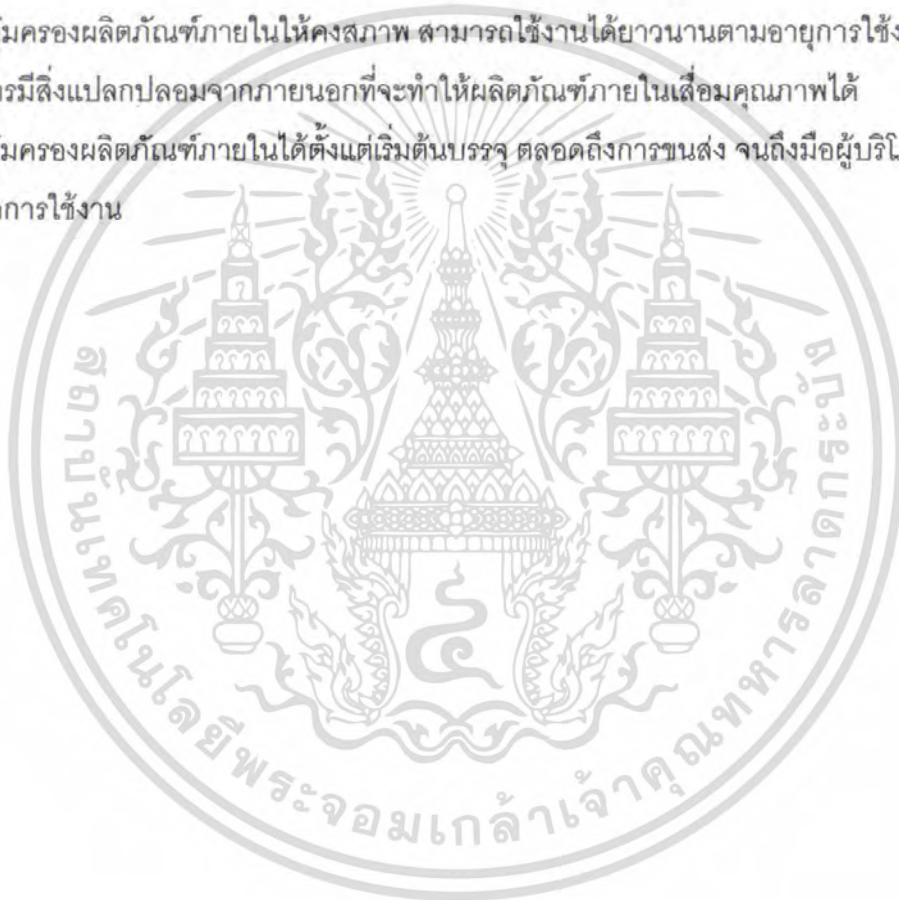 มครองผลิตภัณฑ์ภายในให้คงสภาพ สามารถใช้งานได้ยาวนานตามอายุการใช้ง
รมีสิ่งแปลกปลอมจากภายนอกที่จะทำให้ผลิตภัณฑ์ภายในเสื่อมคุณภาพได้
มครองผลิตภัณฑ์ภายในได้ตั้งแต่เริ่มต้นบรรจุ ตลอดถึงการขนส่ง จนถึงมือผู้บริโ
การใช้งาน
สถาบันเทคโนโลยีพระจอมเกล้าเจ้าคุณทหารลาดกระบัง
๔